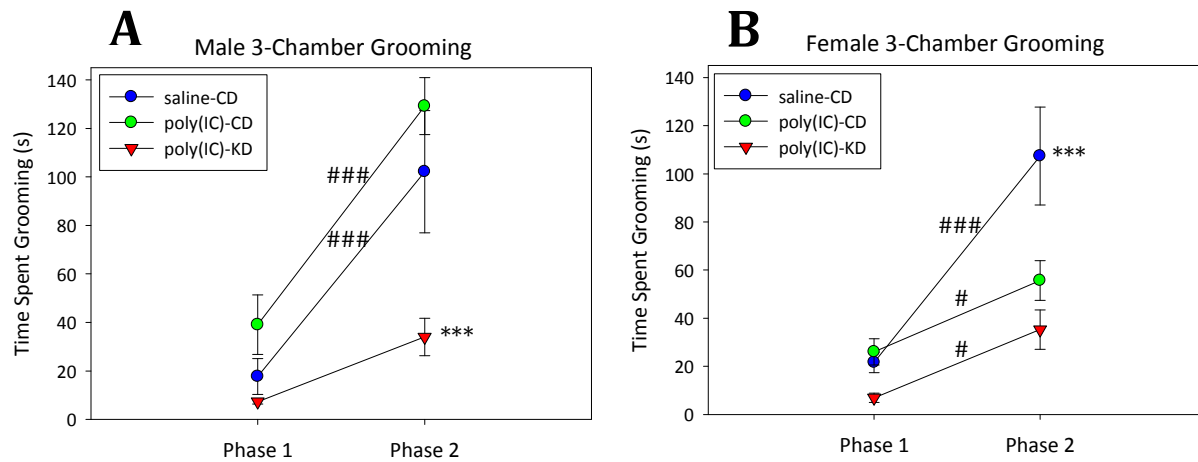 A
Male 3-Chamber Grooming
Time Spent Grooming (s)
140
120
100
80
60
40
20
0
saline-CD
poly(IC)-CD
poly(IC)-KD
###
###
***
Phase 1
Phase 2
B
Female 3-Chamber Grooming
Time Spent Grooming (s)
140
120
100
80
60
40
20
0
saline-CD
poly(IC)-CD
poly(IC)-KD
***
###
#
#
Phase 1
Phase 2